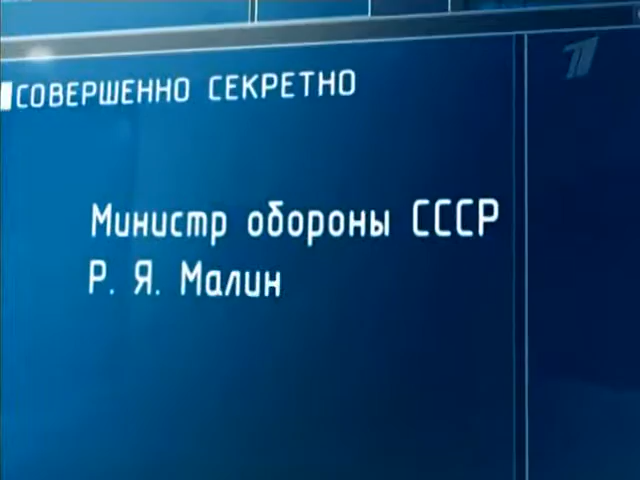 СОВЕРШЕННО СЕКРЕТНО
Министр обороны СССР
Р. Я. Малин